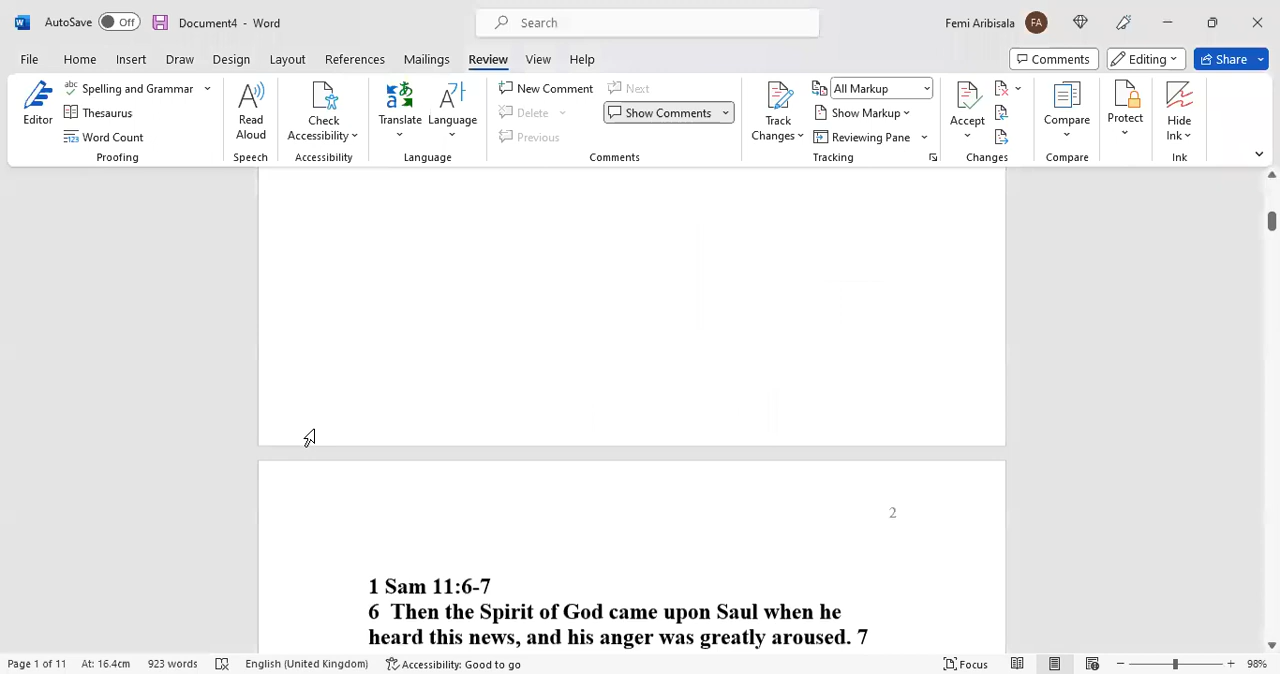 AutoSave Off Document4 - Word Search Femi Aribisala FA
File Home Insert Draw Design Layout References Mailings Review View Help Comments Editing Share
Editor
abc Spelling and Grammar
Thesaurus
123 Word Count
Proofing
Read Aloud
Speech
Check Accessibility
Accessibility
Translate
Language
Language
New Comment
Delete
Previous
Next
Show Comments
Comments
Track Changes
All Markup
Show Markup
Reviewing Pane
Tracking
Accept
Changes
Compare
Compare
Protect
Hide Ink
Ink
2
1 Sam 11:6-7
6 Then the Spirit of God came upon Saul when he
heard this news, and his anger was greatly aroused. 7
Page 1 of 11 At: 16.4cm 923 words English (United Kingdom) Accessibility: Good to go Focus 98%